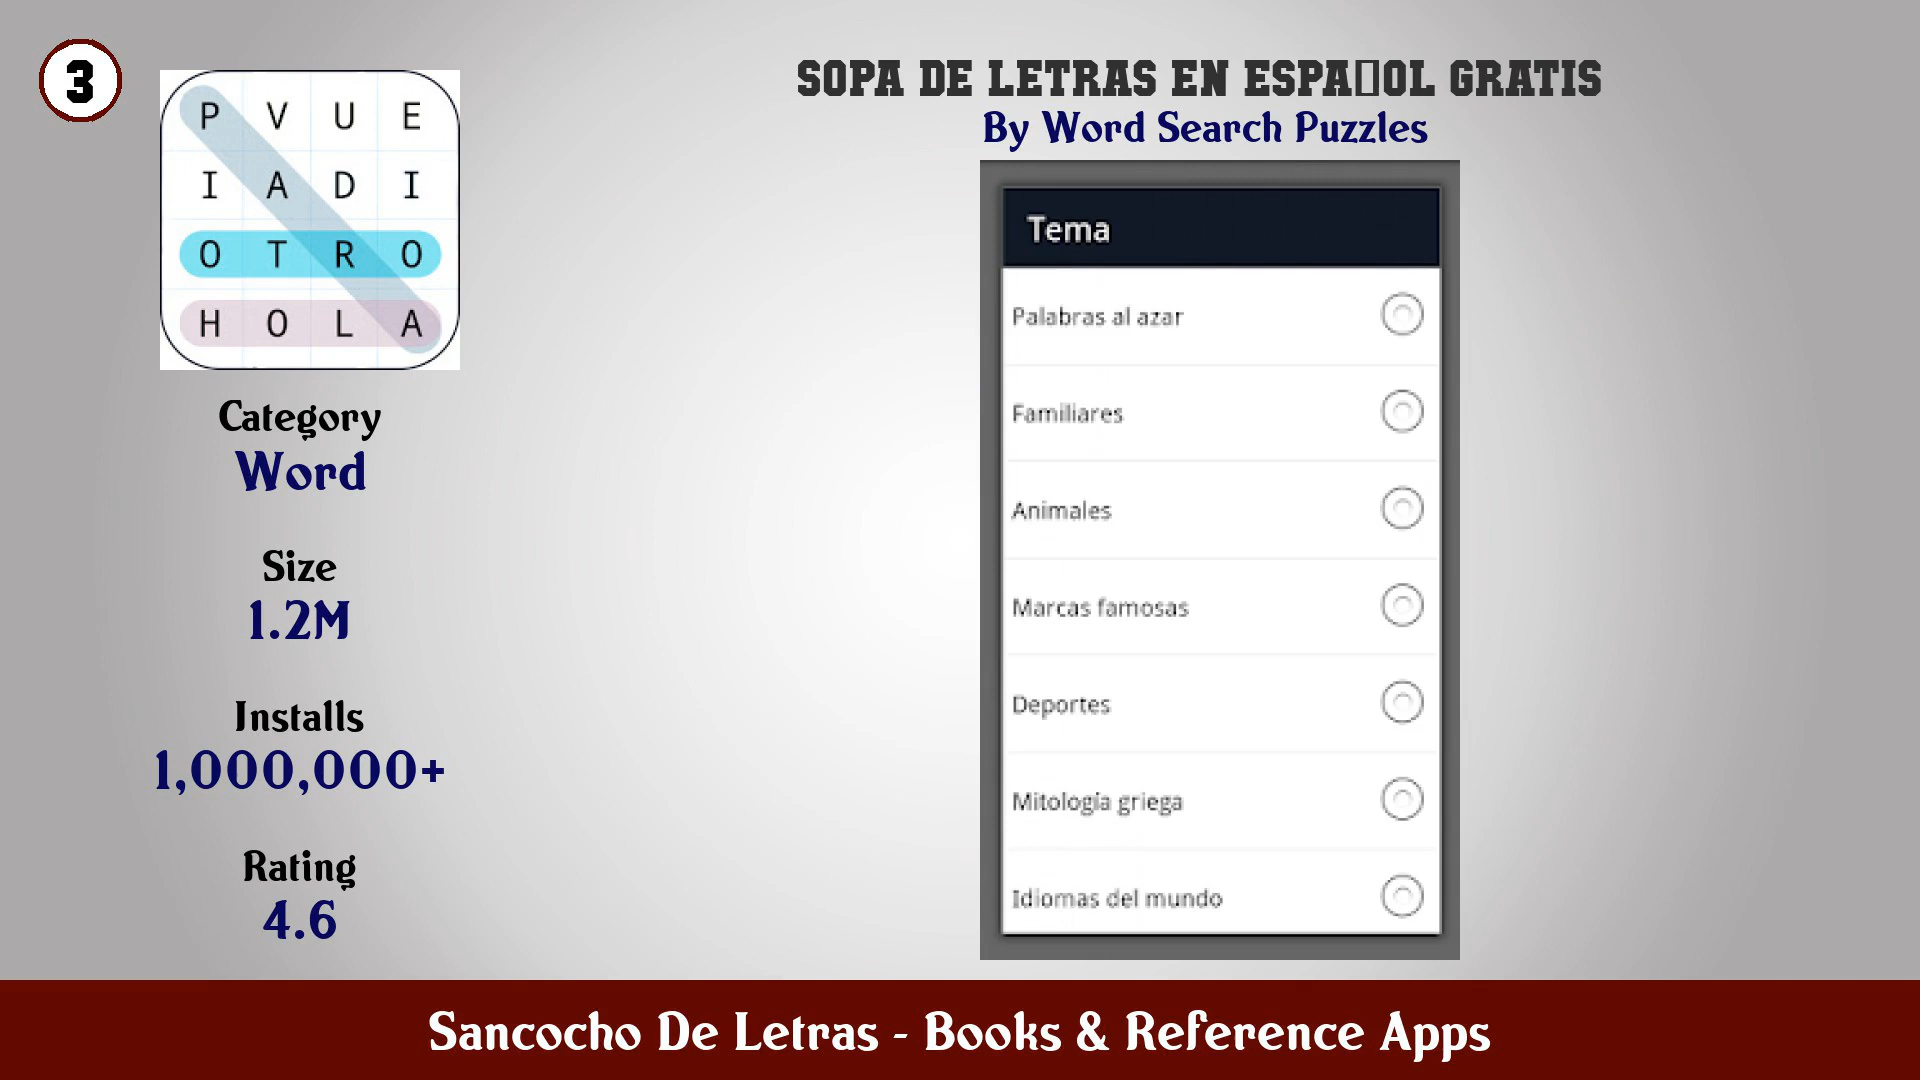 3
P V U E
I A D I
O T R O
H O L A
Category
Word
Size
1.2M
Installs
1,000,000+
Rating
4.6
SOPA DE LETRAS EN ESPA▯OL GRATIS
By Word Search Puzzles
Tema
Palabras al azar
Familiares
Animales
Marcas famosas
Deportes
Mitología griega
Idiomas del mundo
Sancocho De Letras - Books & Reference Apps